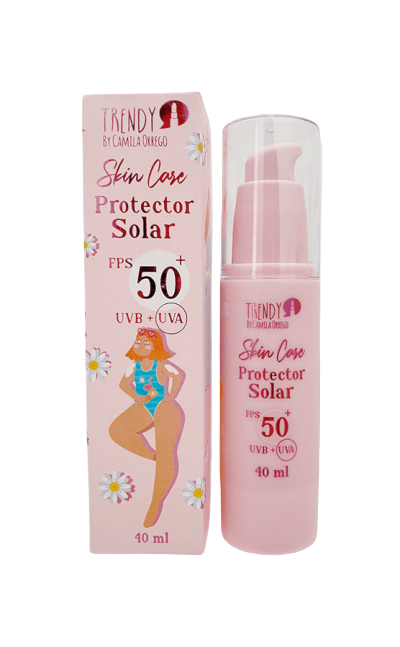 TRENDY
BY CAMILA ORREGO
Skin Care
Protector
Solar
FPS 50+
UVB + UVA
40 ml
TRENDY
BY CAMILA ORREGO
Skin Care
Protector
Solar
FPS 50+
UVB + UVA
40 ml